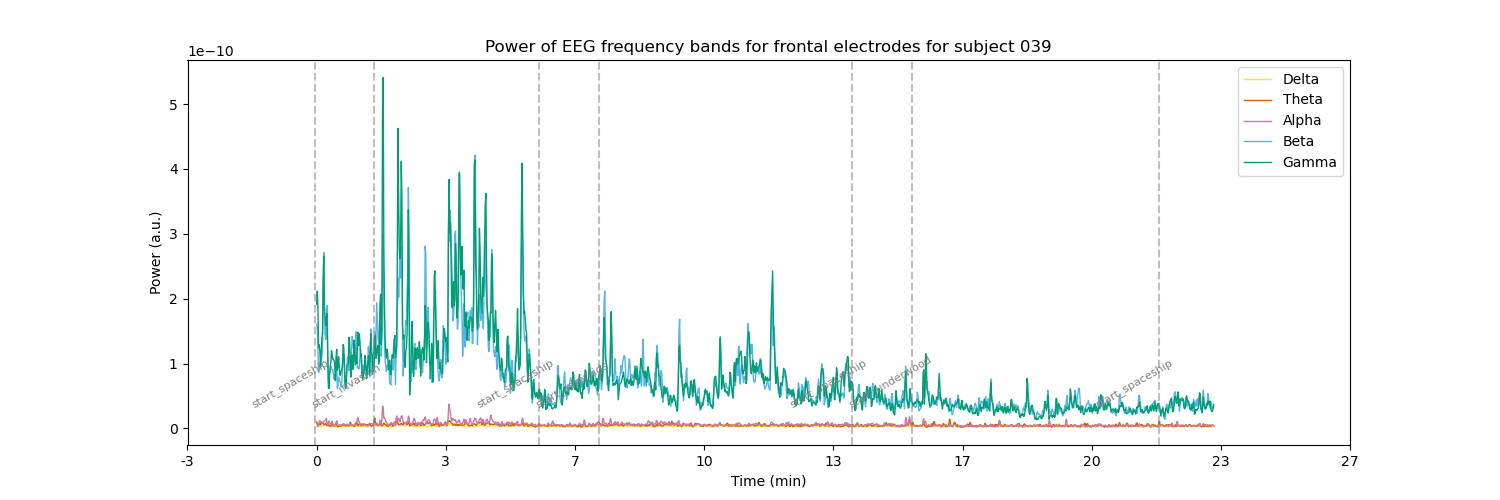 Power of EEG frequency bands for frontal electrodes for subject 039
1e−10
Power (a.u.)
5
4
3
2
1
0
start_spaceship
start_invasion
start_spaceship
start_spaceship
start_underwood
start_spaceship
Delta
Theta
Alpha
Beta
Gamma
-3
0
3
7
10
13
17
20
23
27
Time (min)